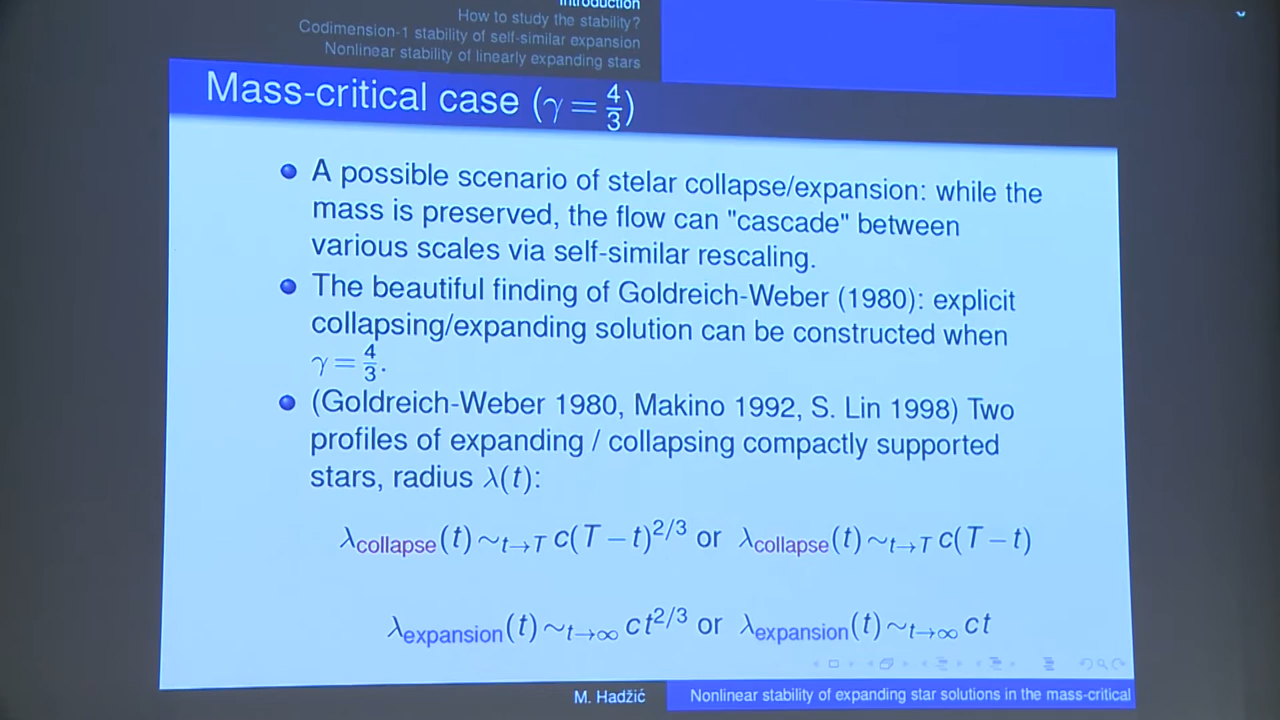 Introduction
How to study the stability?
Codimension-1 stability of self-similar expansion
Nonlinear stability of linearly expanding stars
Mass-critical case (γ = 4/3)
A possible scenario of stelar collapse/expansion: while the
mass is preserved, the flow can "cascade" between
various scales via self-similar rescaling.
The beautiful finding of Goldreich-Weber (1980): explicit
collapsing/expanding solution can be constructed when
γ = 4/3.
(Goldreich-Weber 1980, Makino 1992, S. Lin 1998) Two
profiles of expanding / collapsing compactly supported
stars, radius λ(t):
λcollapse(t) ∼t→T c(T − t)^2/3 or λcollapse(t) ∼t→T c(T − t)
λexpansion(t) ∼t→∞ ct^2/3 or λexpansion(t) ∼t→∞ ct
M. Hadžić
Nonlinear stability of expanding star solutions in the mass-critical